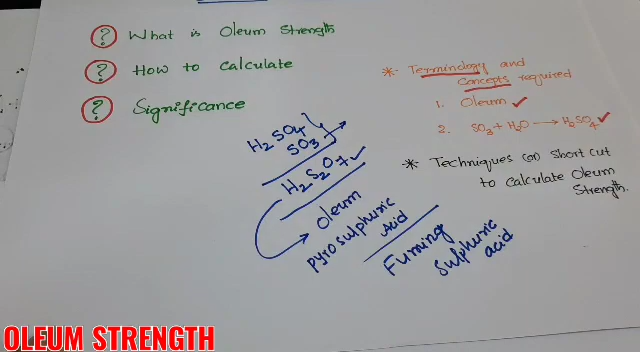 ? What is Oleum Strength
? How to Calculate
? Significance
* Terminology and
Concepts required
1. Oleum ✓
2. SO3 + H2O → H2SO4 ✓
* Techniques (or) Short cut
to calculate Oleum
Strength.
H2SO4
SO3
H2S2O7 ✓
Oleum
Pyrosulphuric
Acid
Fuming
Sulphuric
acid
OLEUM STRENGTH